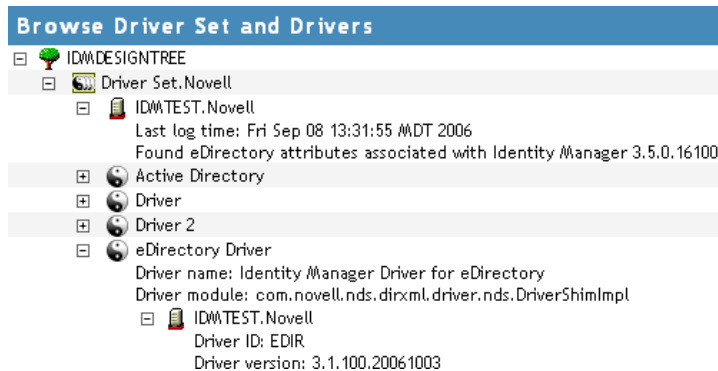 Browse Driver Set and Drivers
IDMDESIGNTREE
Driver Set.Novell
IDMTEST.Novell
Last log time: Fri Sep 08 13:31:55 MDT 2006
Found eDirectory attributes associated with Identity Manager 3.5.0.16100
Active Directory
Driver
Driver 2
eDirectory Driver
Driver name: Identity Manager Driver for eDirectory
Driver module: com.novell.nds.dirxml.driver.nds.DriverShimImpl
IDMTEST.Novell
Driver ID: EDIR
Driver version: 3.1.100.20061003